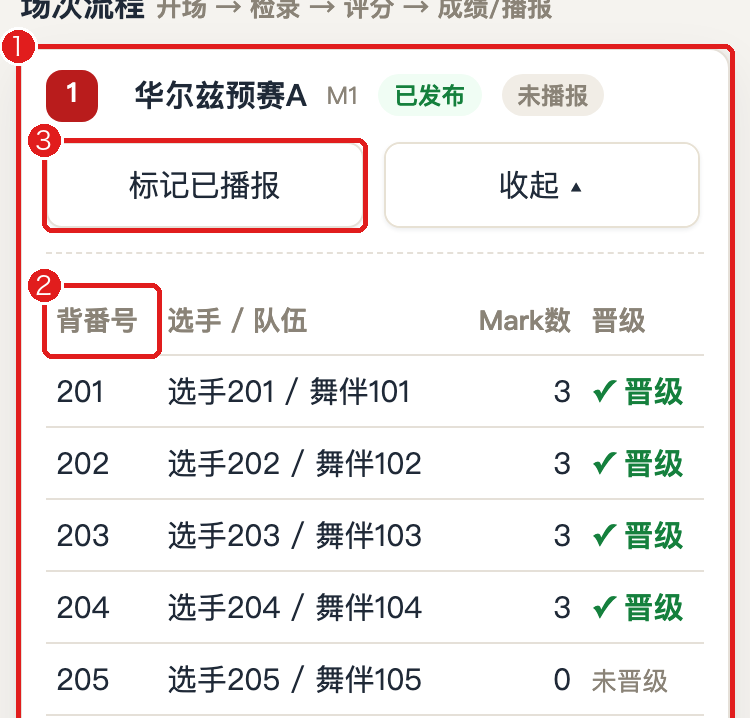 场次流程 开场 → 检录 → 评分 → 成绩/播报
1
1 华尔兹预赛A M1 已发布 未播报
3
标记已播报 收起 ▲
2
背番号 选手 / 队伍 Mark数 晋级
201 选手201 / 舞伴101 3 ✓ 晋级
202 选手202 / 舞伴102 3 ✓ 晋级
203 选手203 / 舞伴103 3 ✓ 晋级
204 选手204 / 舞伴104 3 ✓ 晋级
205 选手205 / 舞伴105 0 未晋级